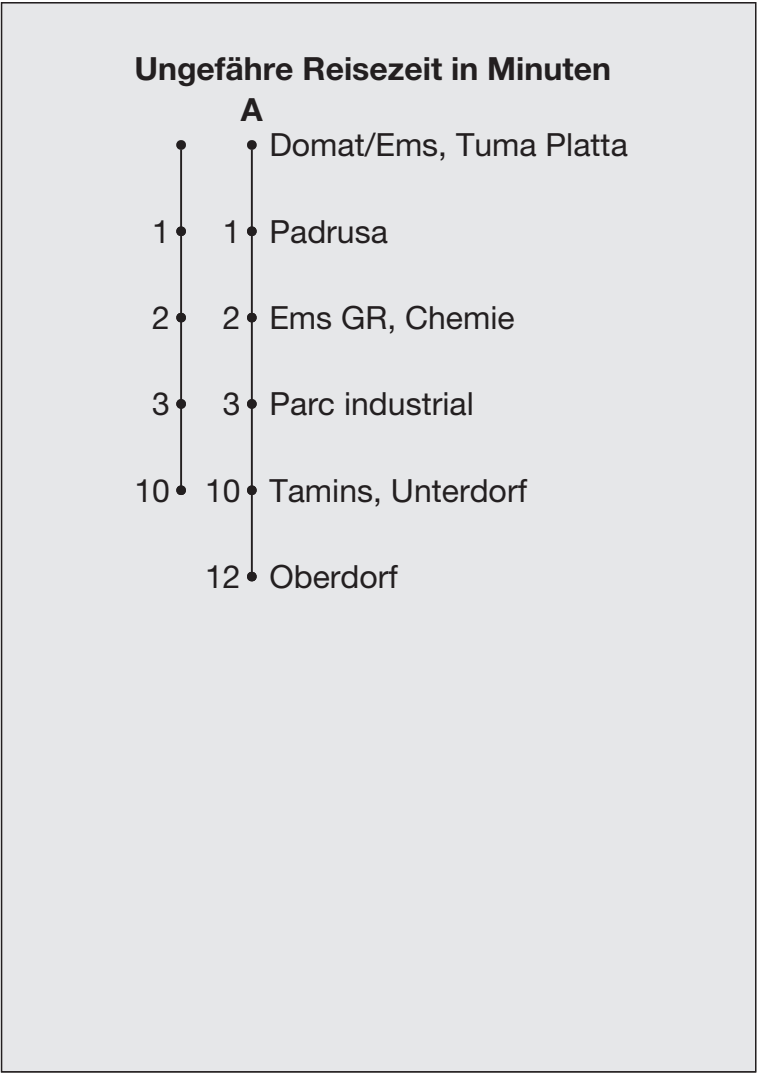 Ungefähre Reisezeit in Minuten
A
Domat/Ems, Tuma Platta
1 1 Padrusa
2 2 Ems GR, Chemie
3 3 Parc industrial
10 10 Tamins, Unterdorf
12 Oberdorf